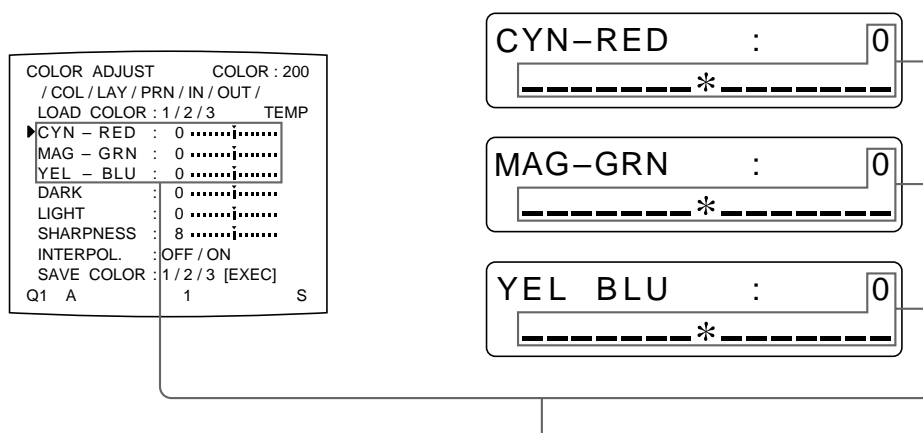 COLOR ADJUST COLOR : 200
/ COL / LAY / PRN / IN / OUT /
LOAD COLOR : 1 / 2 / 3 TEMP
CYN – RED : 0
MAG – GRN : 0
YEL – BLU : 0
DARK : 0
LIGHT : 0
SHARPNESS : 8
INTERPOL. : OFF / ON
SAVE COLOR : 1 / 2 / 3 [EXEC]
Q1 A 1 S
CYN–RED : 0
*
MAG–GRN : 0
*
YEL BLU : 0
*